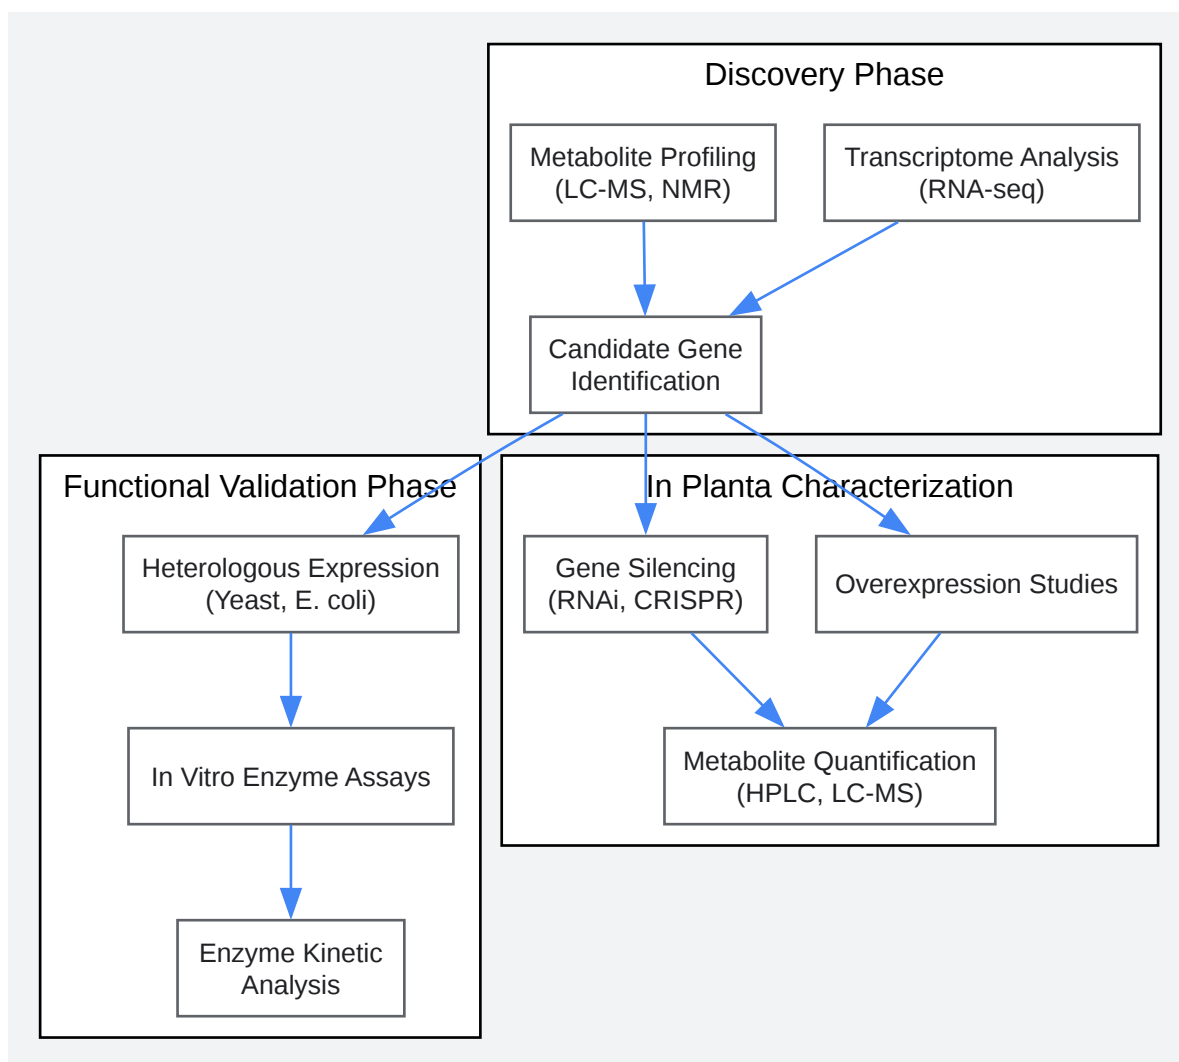 Discovery Phase
Metabolite Profiling
(LC-MS, NMR)
Transcriptome Analysis
(RNA-seq)
Candidate Gene
Identification
Functional Validation Phase
Heterologous Expression
(Yeast, E. coli)
In Vitro Enzyme Assays
Enzyme Kinetic
Analysis
In Planta Characterization
Gene Silencing
(RNAi, CRISPR)
Overexpression Studies
Metabolite Quantification
(HPLC, LC-MS)